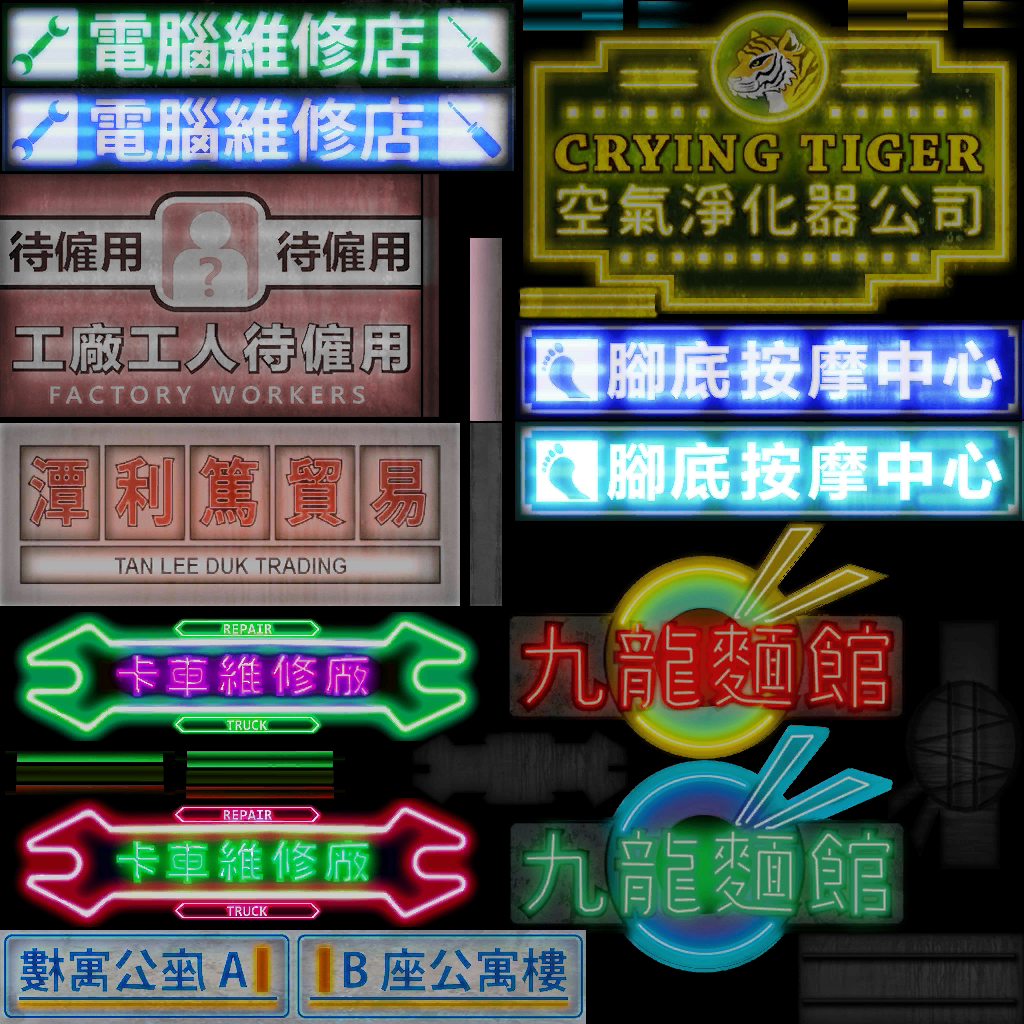 電腦維修店
電腦維修店
待僱用 待僱用
?
工廠工人待僱用
FACTORY WORKERS
潭利篤貿易
TAN LEE DUK TRADING
REPAIR
卡車維修廠
TRUCK
REPAIR
卡車維修廠
TRUCK
樓寓公座 A
B 座公寓樓
CRYING TIGER
空氣淨化器公司
腳底按摩中心
腳底按摩中心
九龍麵館
九龍麵館